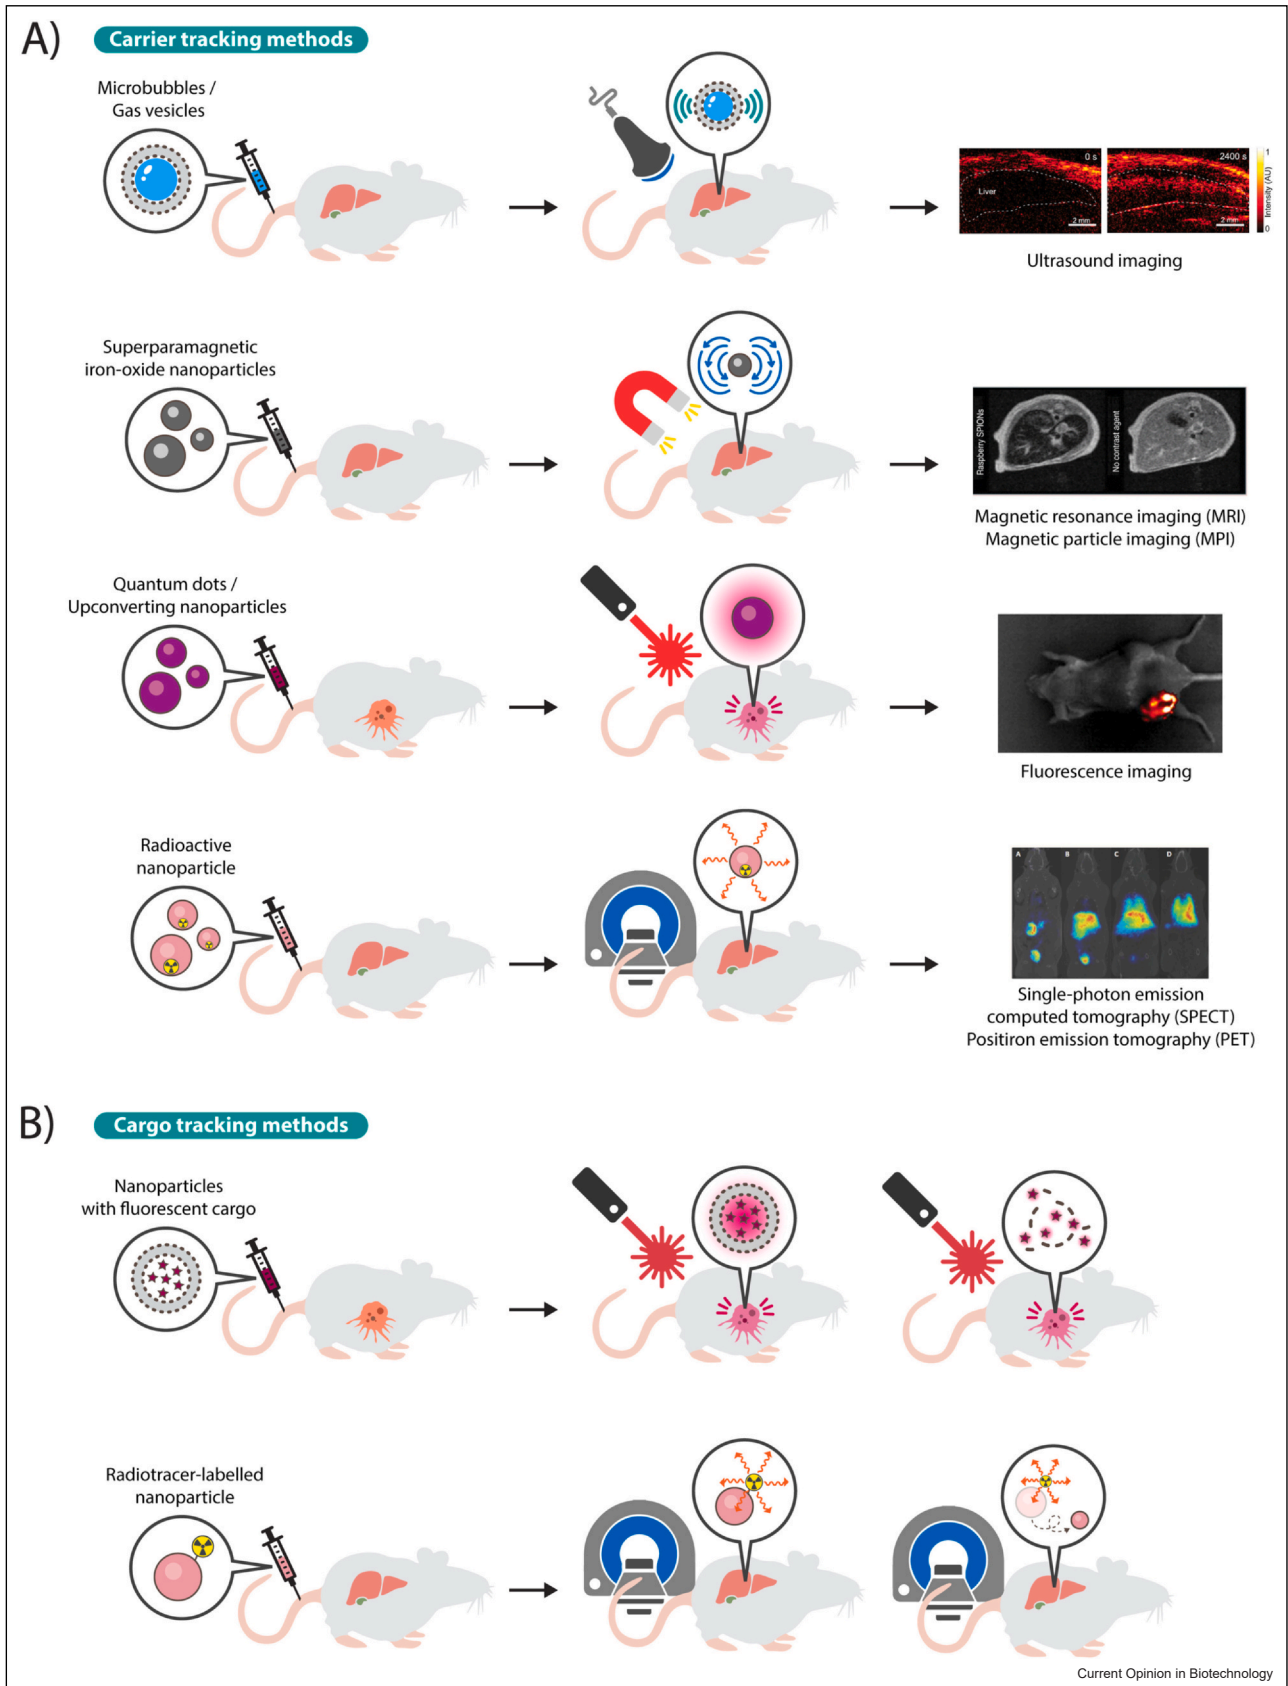 A)
Carrier tracking methods
Microbubbles /
Gas vesicles
0 s
2400 s
Liver
2 mm
2 mm
1
Intensity (AU)
0
Ultrasound imaging
Superparamagnetic
iron-oxide nanoparticles
Raspberry SPIONs
No contrast agent
Magnetic resonance imaging (MRI)
Magnetic particle imaging (MPI)
Quantum dots /
Upconverting nanoparticles
Fluorescence imaging
Radioactive
nanoparticle
A
B
C
D
Single-photon emission
computed tomography (SPECT)
Positiron emission tomography (PET)
B)
Cargo tracking methods
Nanoparticles
with fluorescent cargo
Radiotracer-labelled
nanoparticle
Current Opinion in Biotechnology